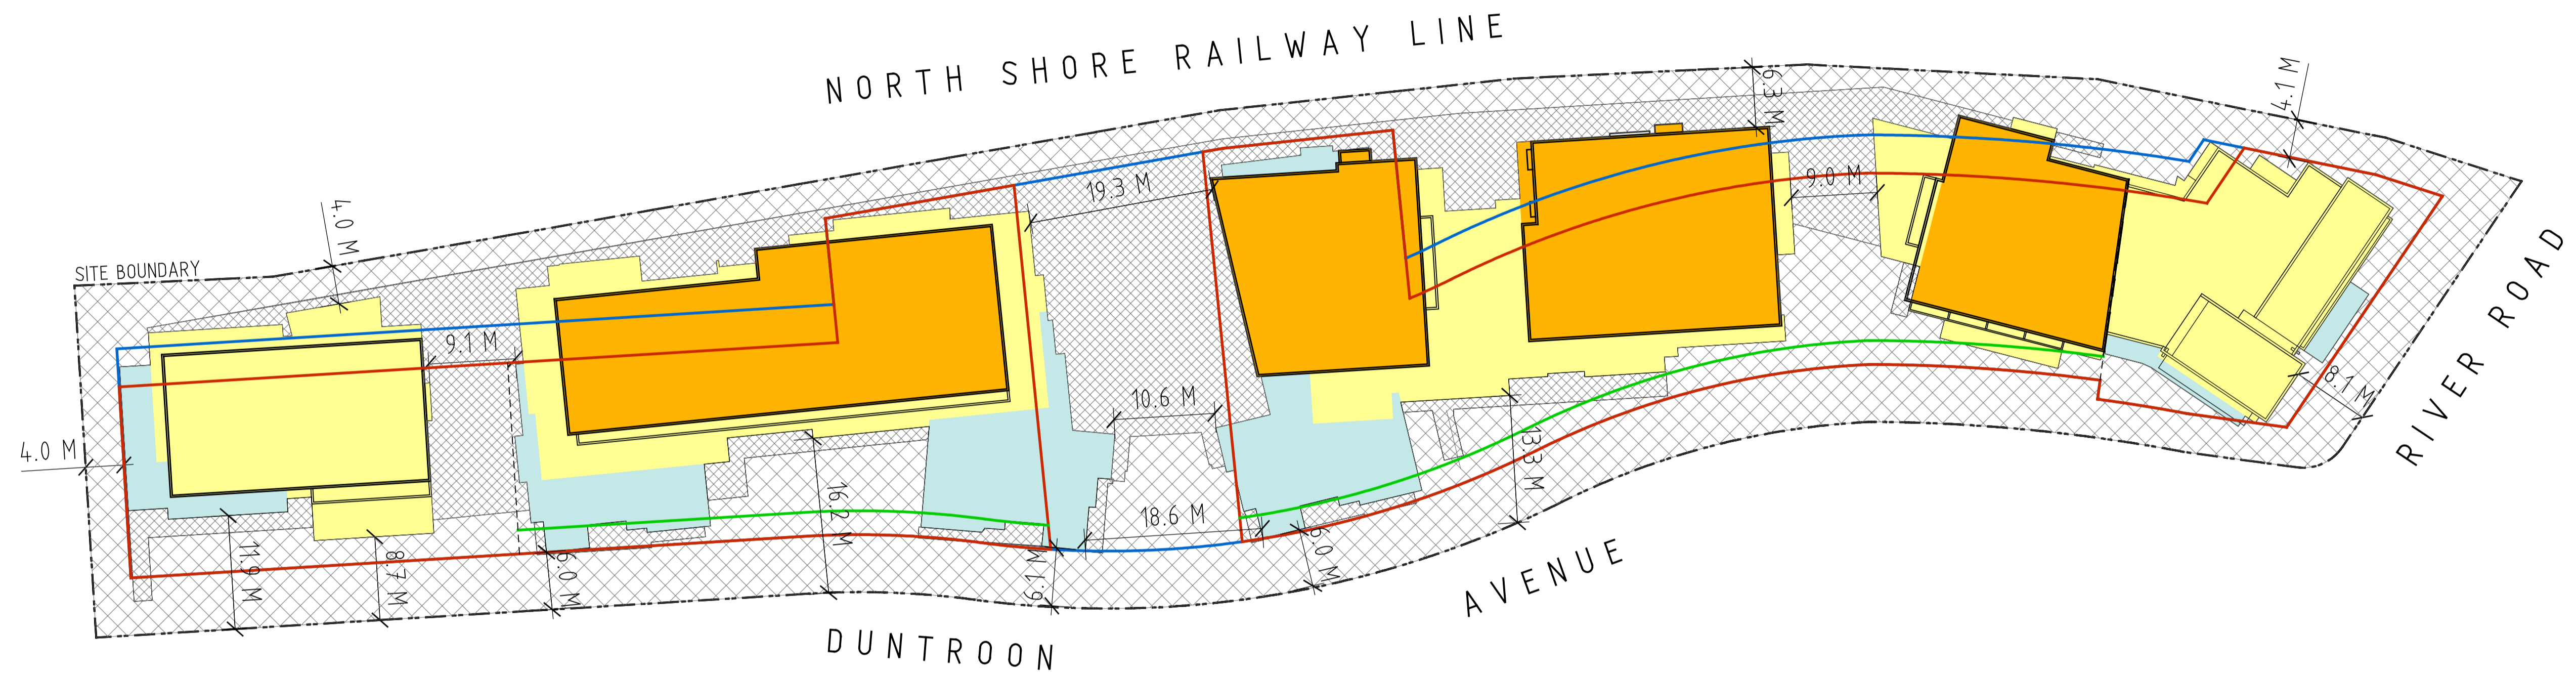 NORTH SHORE RAILWAY LINE
6.3 M
4.1 M
19.3 M
9.0 M
4.0 M
SITE BOUNDARY
9.1 M
10.6 M
8.1 M
RIVER ROAD
4.0 M
13.3 M
16.2 M
18.6 M
11.9 M
8.7 M
6.0 M
6.1 M
6.0 M
DUNTROON
AVENUE